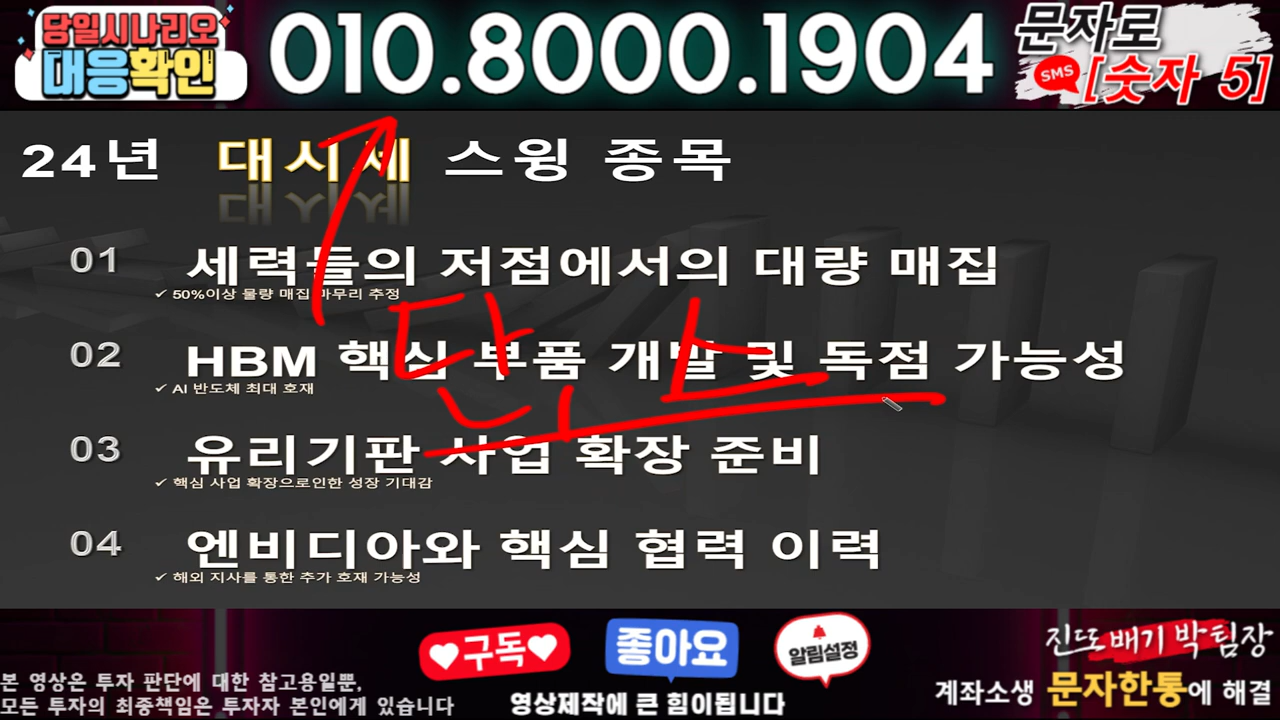 당일시나리오
대응확인
010.8000.1904
문자로
SMS
[숫자 5]
24년 대시세 스윙 종목
01 세력들의 저점에서의 대량 매집
✓ 50%이상 물량 매집 마무리 추정
02 HBM 핵심 부품 개발 및 독점 가능성
✓ AI 반도체 최대 호재
단, 스
03 유리기판 사업 확장 준비
✓ 핵심 사업 확장으로인한 성장 기대감
04 엔비디아와 핵심 협력 이력
✓ 해외 지사를 통한 추가 호재 가능성
본 영상은 투자 판단에 대한 참고용일뿐,
모든 투자의 최종책임은 투자자 본인에게 있습니다
구독
좋아요
알림설정
영상제작에 큰 힘이됩니다
진또배기 박팀장
계좌소생 문자한통에 해결